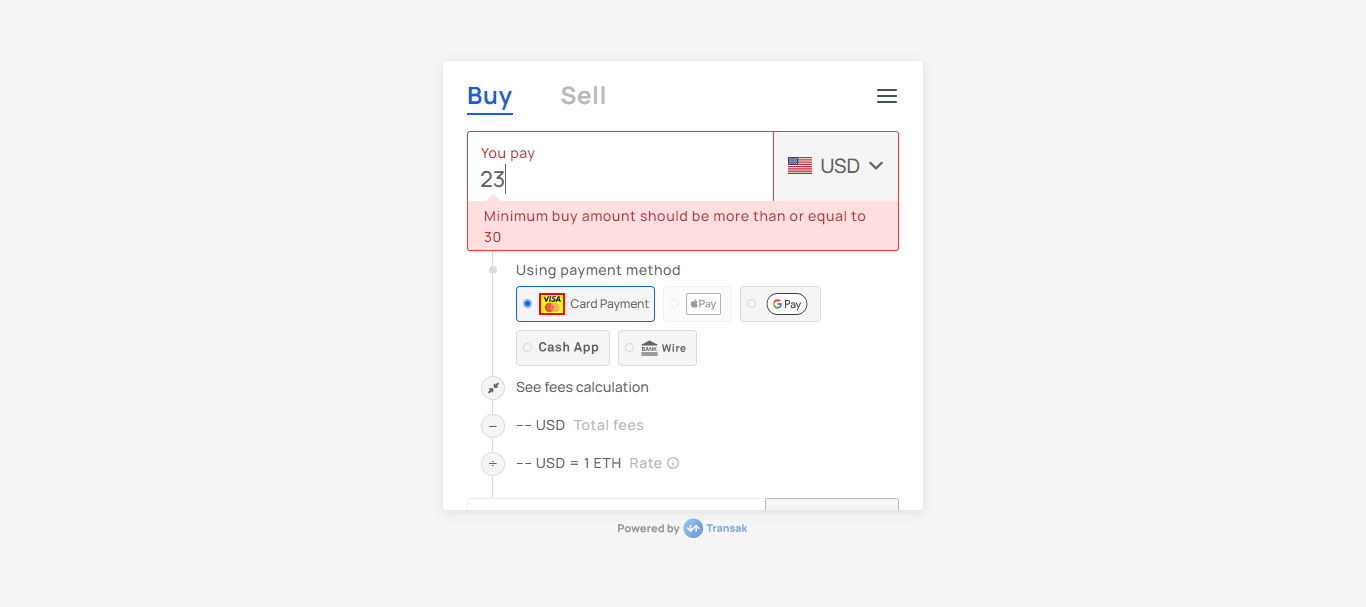 Buy Sell
You pay
23
USD
Minimum buy amount should be more than or equal to
30
Using payment method
VISA Card Payment Pay G Pay
Cash App BANK Wire
See fees calculation
−− USD Total fees
−− USD = 1 ETH Rate
Powered by Transak